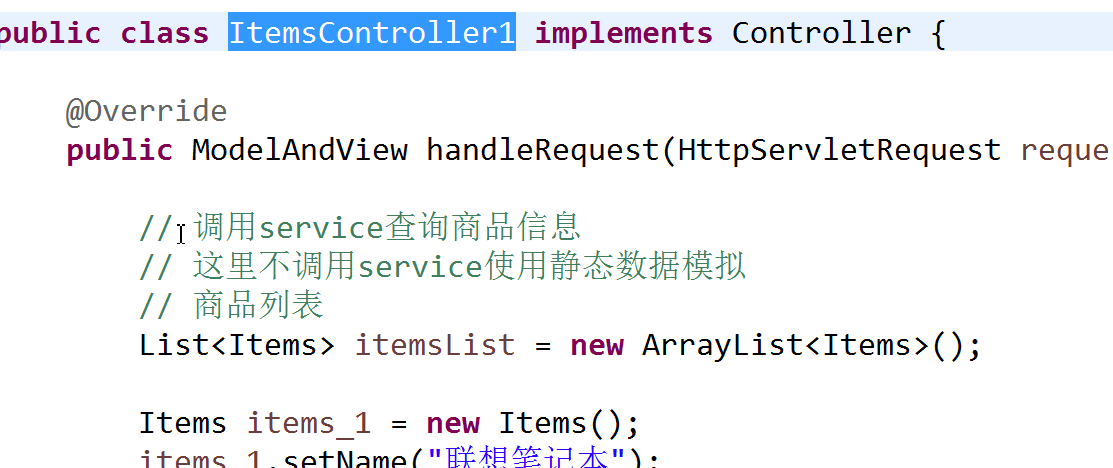 public class ItemsController1 implements Controller {
@Override
public ModelAndView handleRequest(HttpServletRequest reque
// 调用service查询商品信息
// 这里不调用service使用静态数据模拟
// 商品列表
List<Items> itemsList = new ArrayList<Items>();
Items items_1 = new Items();
items_1.setName("联想笔记本");